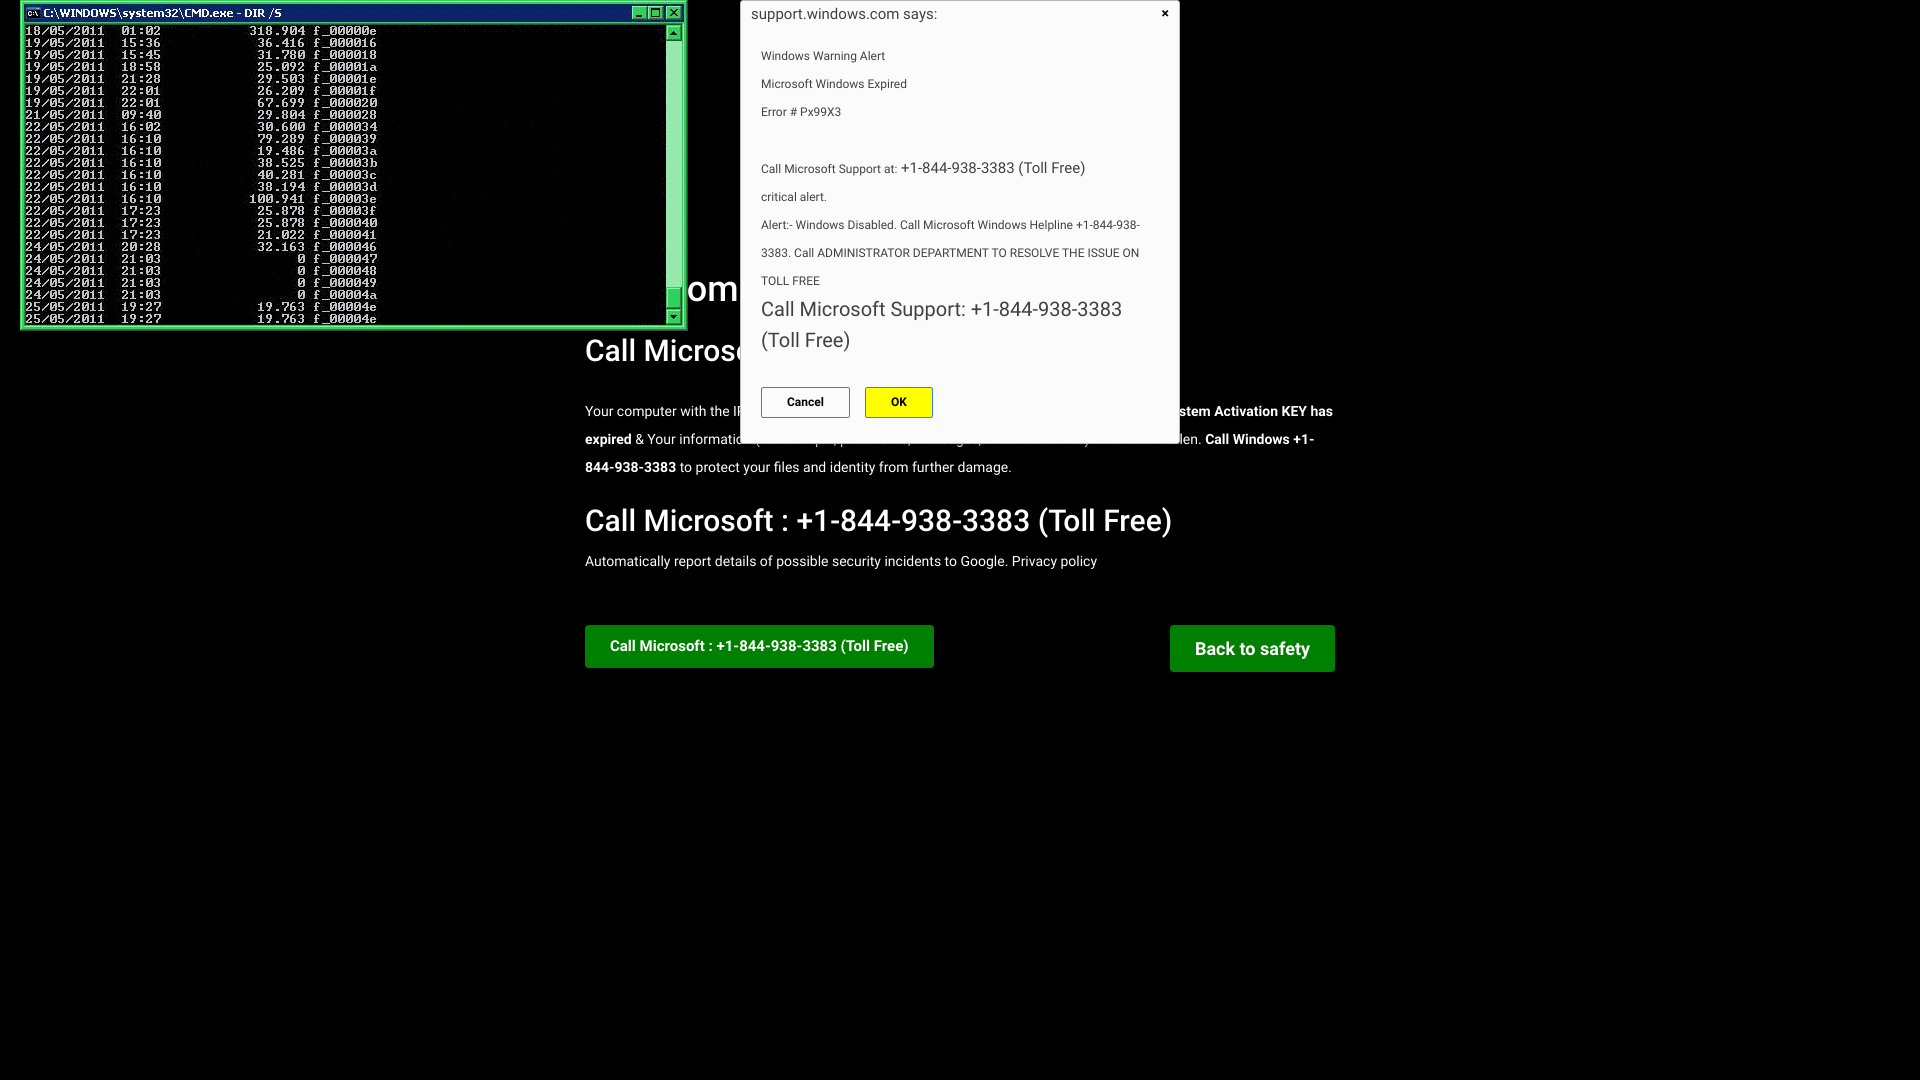 C:\WINDOWS\system32\CMD.exe - DIR /S
18/05/2011 01:02 318.904 f_00000e
19/05/2011 15:36 36.416 f_000016
19/05/2011 15:45 31.780 f_000018
19/05/2011 18:58 25.092 f_00001a
19/05/2011 21:28 29.503 f_00001e
19/05/2011 22:01 26.209 f_00001f
19/05/2011 22:01 67.699 f_000020
21/05/2011 09:40 29.804 f_000028
22/05/2011 16:02 30.600 f_000034
22/05/2011 16:10 79.289 f_000039
22/05/2011 16:10 19.486 f_00003a
22/05/2011 16:10 38.525 f_00003b
22/05/2011 16:10 40.281 f_00003c
22/05/2011 16:10 38.194 f_00003d
22/05/2011 16:10 100.941 f_00003e
22/05/2011 17:23 25.878 f_00003f
22/05/2011 17:23 25.878 f_000040
22/05/2011 17:23 21.022 f_000041
24/05/2011 20:28 32.163 f_000046
24/05/2011 21:03 0 f_000047
24/05/2011 21:03 0 f_000048
24/05/2011 21:03 0 f_000049
24/05/2011 21:03 0 f_00004a
25/05/2011 19:27 19.763 f_00004e
25/05/2011 19:27 19.763 f_00004e
support.windows.com says:
×
Windows Warning Alert
Microsoft Windows Expired
Error # Px99X3
Call Microsoft Support at: +1-844-938-3383 (Toll Free)
critical alert.
Alert:- Windows Disabled. Call Microsoft Windows Helpline +1-844-938-
3383. Call ADMINISTRATOR DEPARTMENT TO RESOLVE THE ISSUE ON
TOLL FREE
Call Microsoft Support: +1-844-938-3383
(Toll Free)
Cancel OK
om
Call Micros
Your computer with the stem Activation KEY has
expired & Your informatio len. Call Windows +1-
844-938-3383 to protect your files and identity from further damage.
Call Microsoft : +1-844-938-3383 (Toll Free)
Automatically report details of possible security incidents to Google. Privacy policy
Call Microsoft : +1-844-938-3383 (Toll Free)
Back to safety